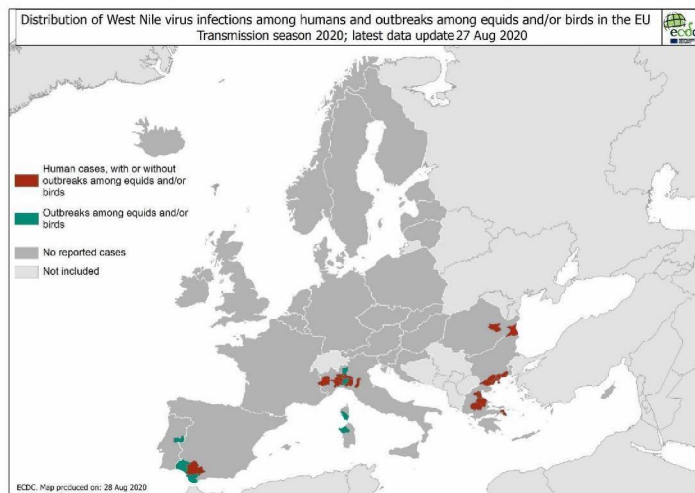 Distribution of West Nile virus infections among humans and outbreaks among equids and/or birds in the EU
Transmission season 2020; latest data update 27 Aug 2020
ecdc
Human cases, with or without
outbreaks among equids and/or
birds
Outbreaks among equids and/or
birds
No reported cases
Not included
ECDC. Map produced on: 28 Aug 2020